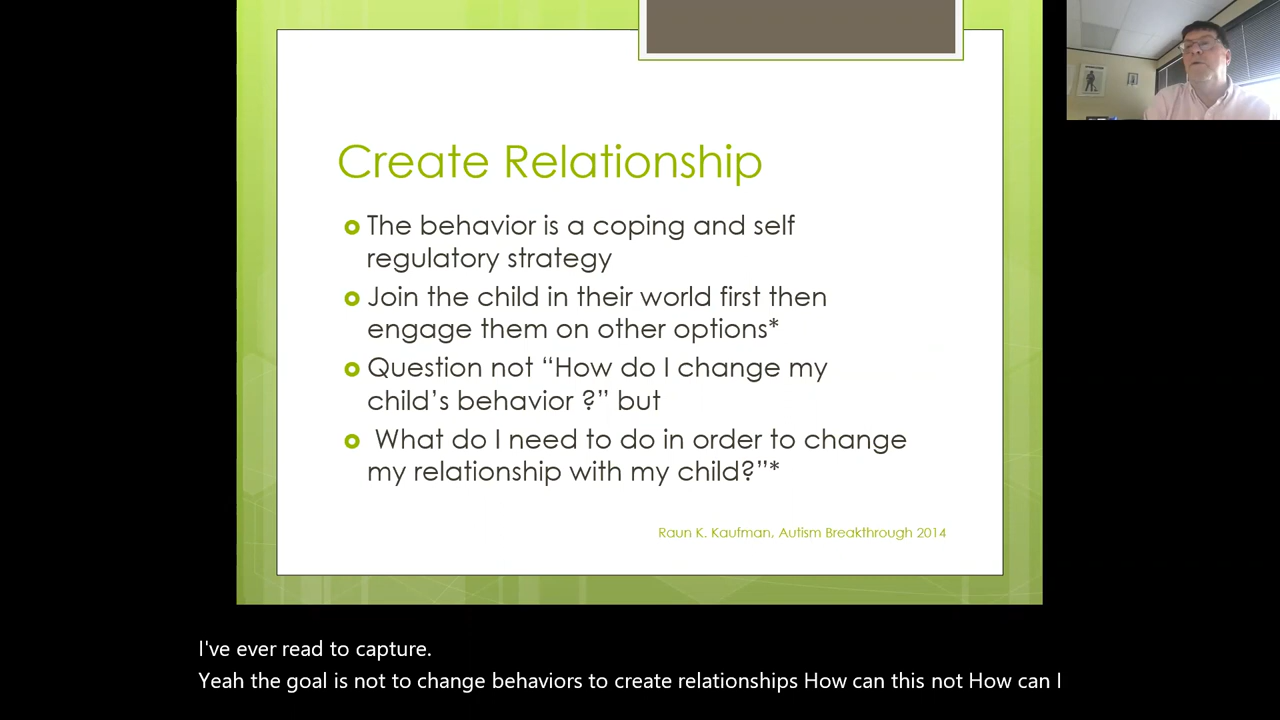 Create Relationship
The behavior is a coping and self
regulatory strategy
Join the child in their world first then
engage them on other options*
Question not “How do I change my
child’s behavior ?” but
What do I need to do in order to change
my relationship with my child?”*
Raun K. Kaufman, Autism Breakthrough 2014
I've ever read to capture.
Yeah the goal is not to change behaviors to create relationships How can this not How can I